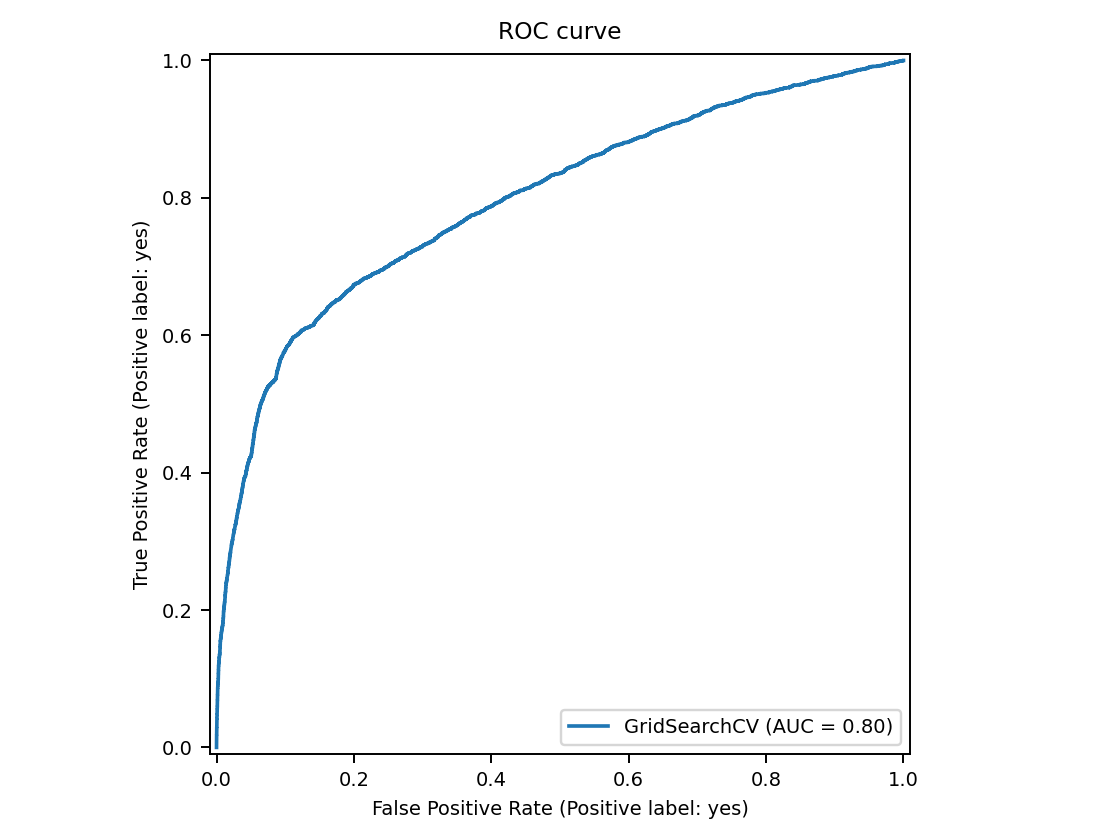 ROC curve
True Positive Rate (Positive label: yes)
1.0
0.8
0.6
0.4
0.2
0.0
0.0 0.2 0.4 0.6 0.8 1.0
False Positive Rate (Positive label: yes)
GridSearchCV (AUC = 0.80)